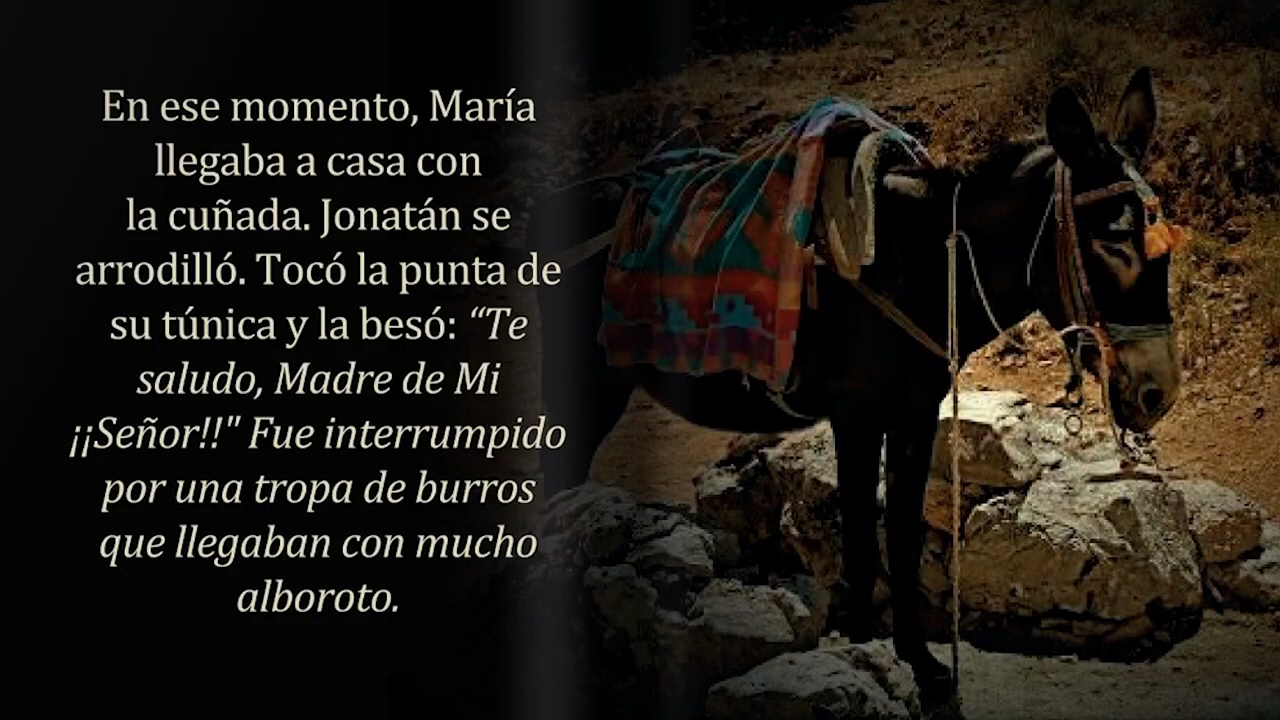 En ese momento, María
llegaba a casa con
la cuñada. Jonatán se
arrodilló. Tocó la punta de
su túnica y la besó: “Te
saludo, Madre de Mi
¡¡Señor!!" Fue interrumpido
por una tropa de burros
que llegaban con mucho
alboroto.